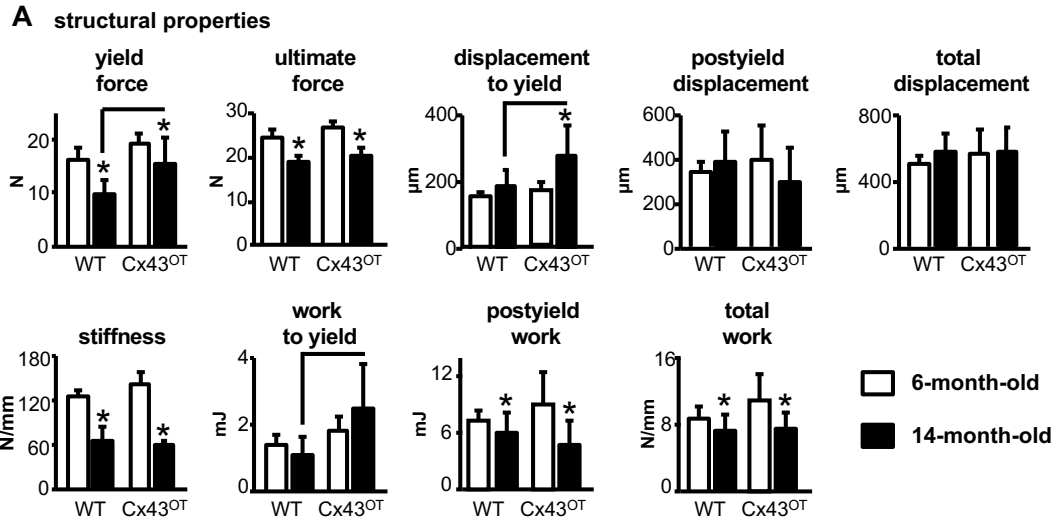 A structural properties
yield
force
20
10
0
N
WT Cx43ᴼᵀ
ultimate
force
30
20
10
0
N
WT Cx43ᴼᵀ
displacement
to yield
400
200
0
µm
WT Cx43ᴼᵀ
postyield
displacement
600
400
200
0
µm
WT Cx43ᴼᵀ
total
displacement
800
400
0
µm
WT Cx43ᴼᵀ
stiffness
180
120
60
0
N/mm
WT Cx43ᴼᵀ
work
to yield
4
2
0
mJ
WT Cx43ᴼᵀ
postyield
work
12
6
0
mJ
WT Cx43ᴼᵀ
total
work
16
8
0
N/mm
WT Cx43ᴼᵀ
6-month-old
14-month-old